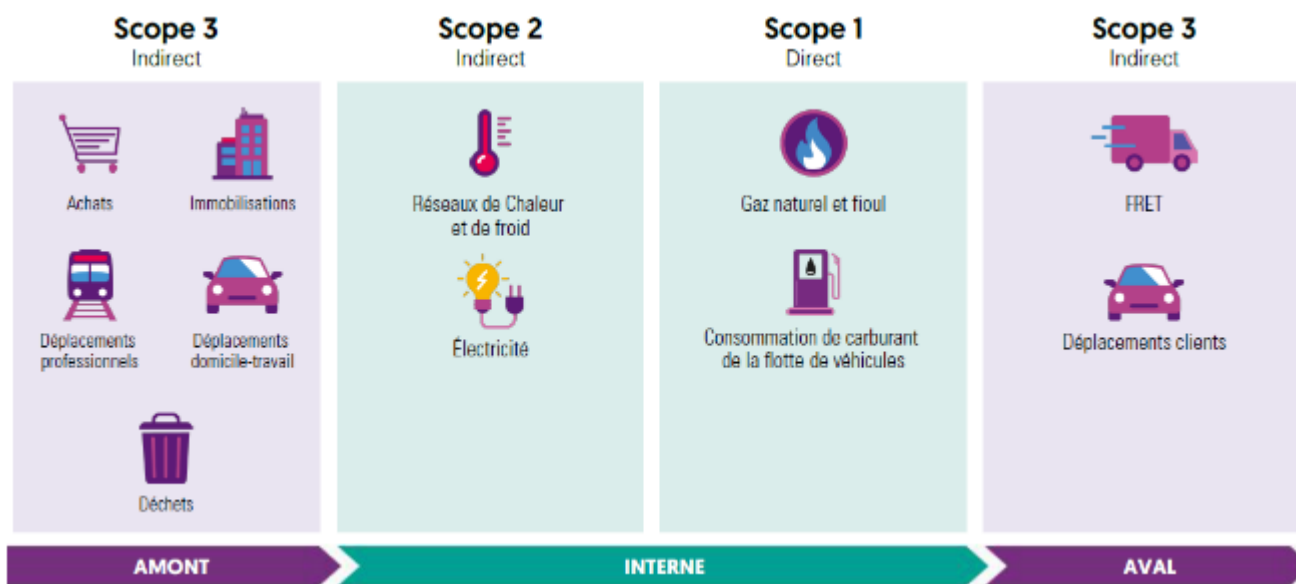 Scope 3
Indirect
Achats
Immobilisations
Déplacements
professionnels
Déplacements
domicile-travail
Déchets
Scope 2
Indirect
Réseaux de Chaleur
et de froid
Électricité
Scope 1
Direct
Gaz naturel et fioul
Consommation de carburant
de la flotte de véhicules
Scope 3
Indirect
FRET
Déplacements clients
AMONT
INTERNE
AVAL